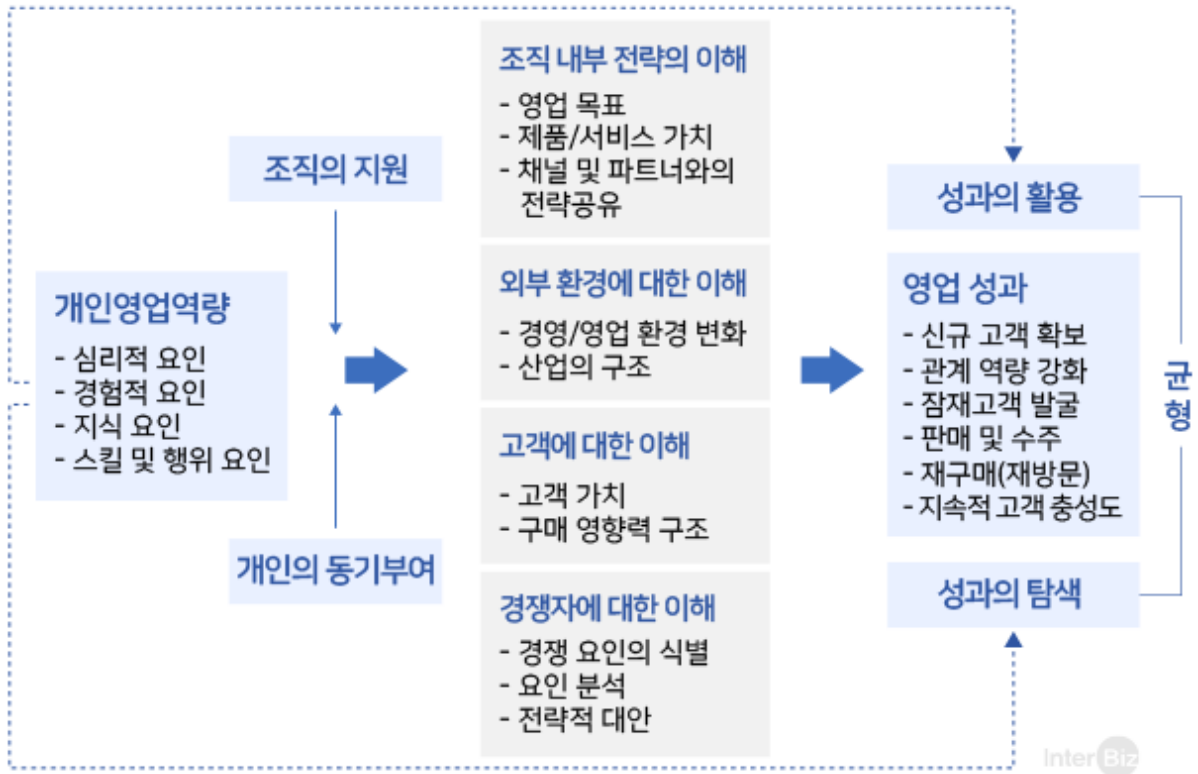 조직의 지원
개인영업역량
- 심리적 요인
- 경험적 요인
- 지식 요인
- 스킬 및 행위 요인
개인의 동기부여
조직 내부 전략의 이해
- 영업 목표
- 제품/서비스 가치
- 채널 및 파트너와의
전략공유
외부 환경에 대한 이해
- 경영/영업 환경 변화
- 산업의 구조
고객에 대한 이해
- 고객 가치
- 구매 영향력 구조
경쟁자에 대한 이해
- 경쟁 요인의 식별
- 요인 분석
- 전략적 대안
성과의 활용
영업 성과
- 신규 고객 확보
- 관계 역량 강화
- 잠재고객 발굴
- 판매 및 수주
- 재구매(재방문)
- 지속적 고객 충성도
성과의 탐색
균
형
InterBiz